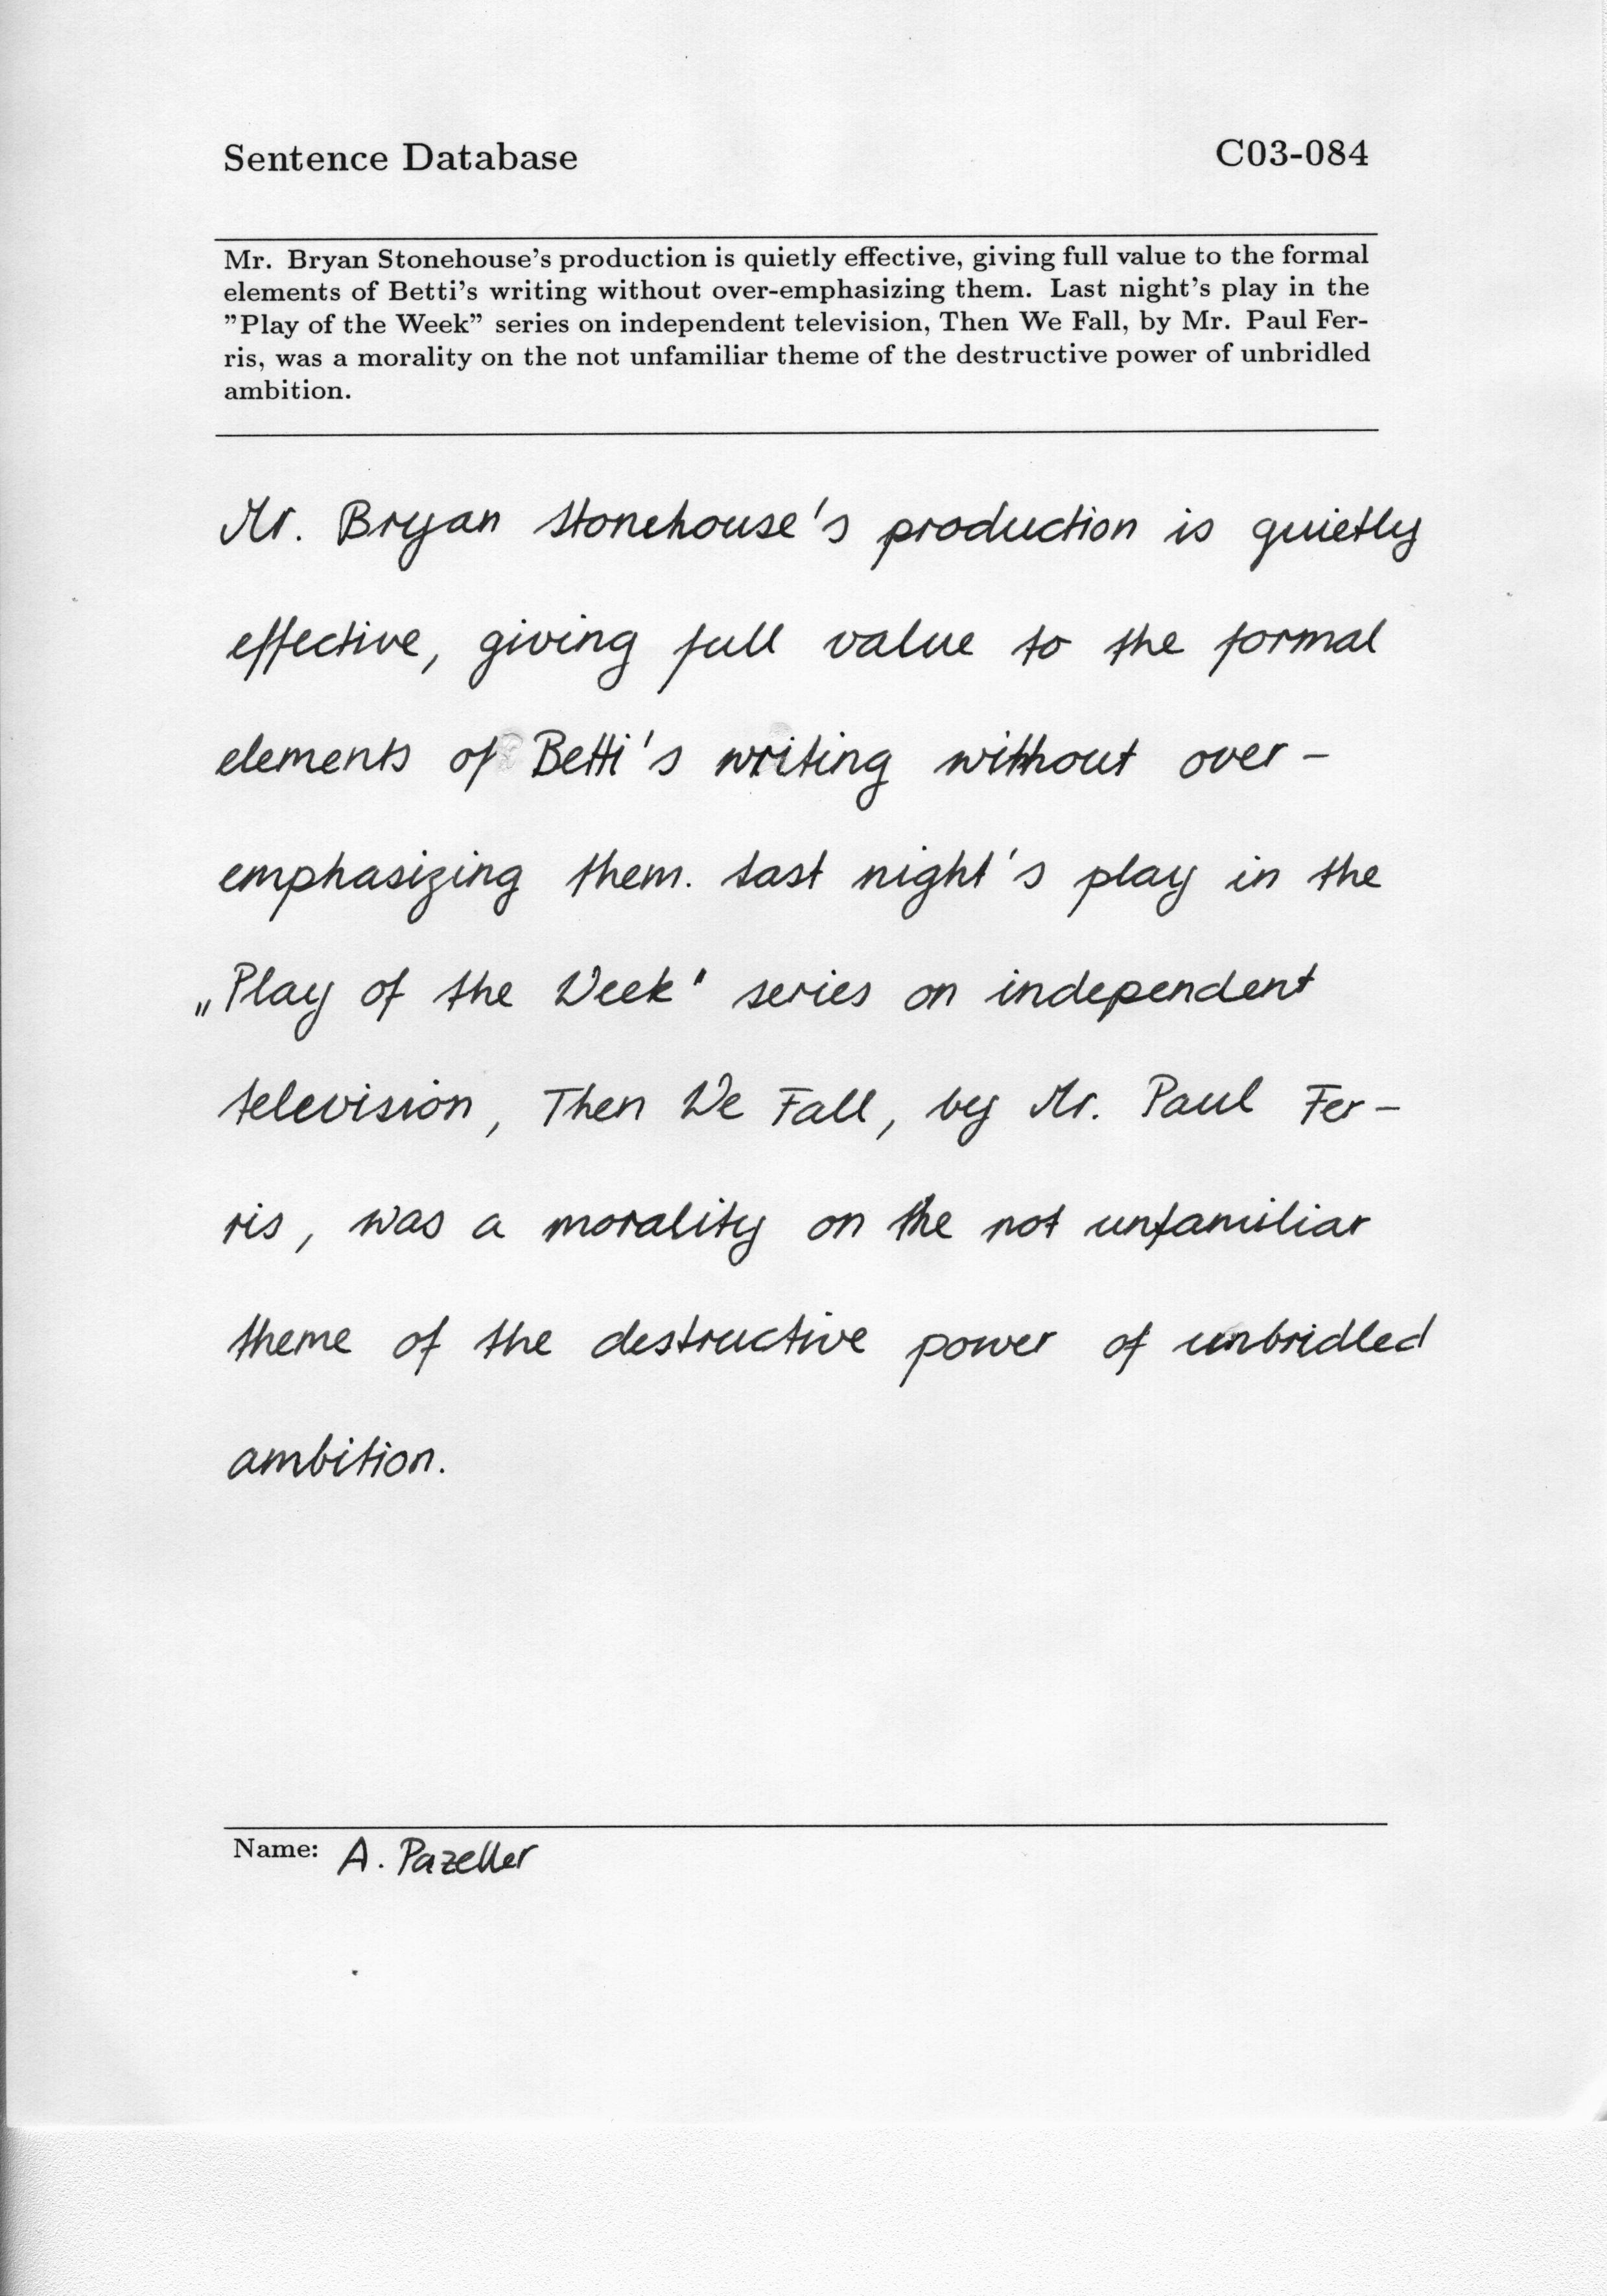 Sentence Database C03-084
Mr. Bryan Stonehouse's production is quietly effective, giving full value to the formal
elements of Betti's writing without over-emphasizing them. Last night's play in the
”Play of the Week” series on independent television, Then We Fall, by Mr. Paul Fer-
ris, was a morality on the not unfamiliar theme of the destructive power of unbridled
ambition.
Mr. Bryan Stonehouse's production is quietly
effective, giving full value to the formal
elements of Betti's writing without over-
emphasizing them. Last night's play in the
„Play of the Week" series on independent
television, Then We Fall, by Mr. Paul Fer-
ris, was a morality on the not unfamiliar
theme of the destructive power of unbridled
ambition.
Name: A. Pazeller